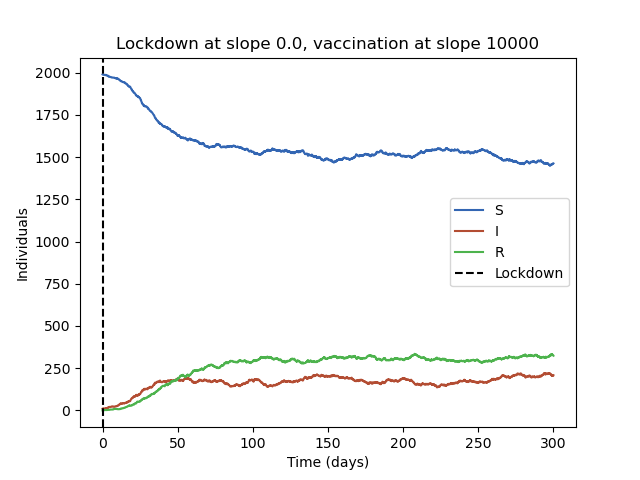 Lockdown at slope 0.0, vaccination at slope 10000
2000
1750
1500
1250
1000
750
500
250
0
Individuals
S
I
R
Lockdown
0 50 100 150 200 250 300
Time (days)